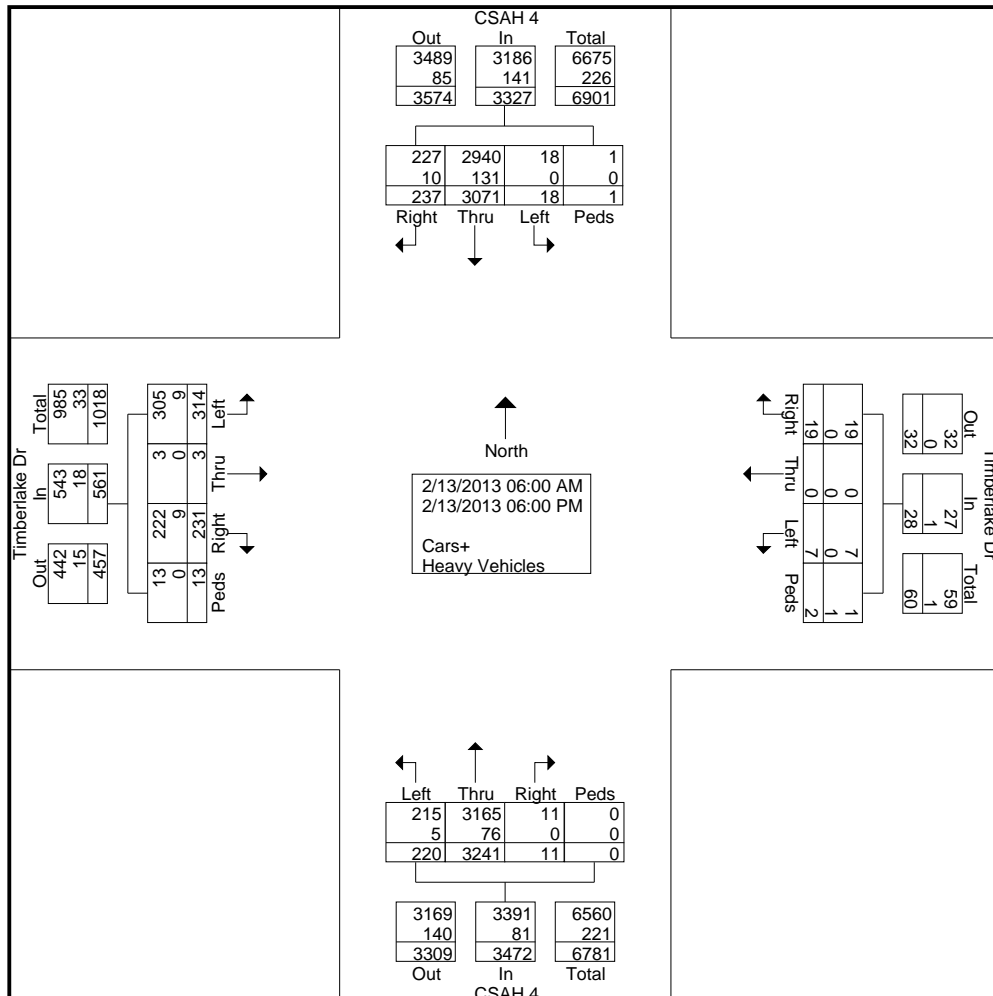 CSAH 4
Out In Total
3489 3186 6675
85 141 226
3574 3327 6901
227 2940 18 1
10 131 0 0
237 3071 18 1
Right Thru Left Peds
Timberlake Dr
Total In Out
985 543 442
33 18 15
1018 561 457
305 3 222 13
9 0 9 0
314 3 231 13
Left Thru Right Peds
North
2/13/2013 06:00 AM
2/13/2013 06:00 PM
Cars+
Heavy Vehicles
Right Thru Left Peds
19 0 7 1
0 0 0 1
19 0 7 2
Out In Total
32 27 59
0 1 1
32 28 60
Timberlake Dr
Left Thru Right Peds
215 3165 11 0
5 76 0 0
220 3241 11 0
3169 3391 6560
140 81 221
3309 3472 6781
Out In Total
CSAH 4